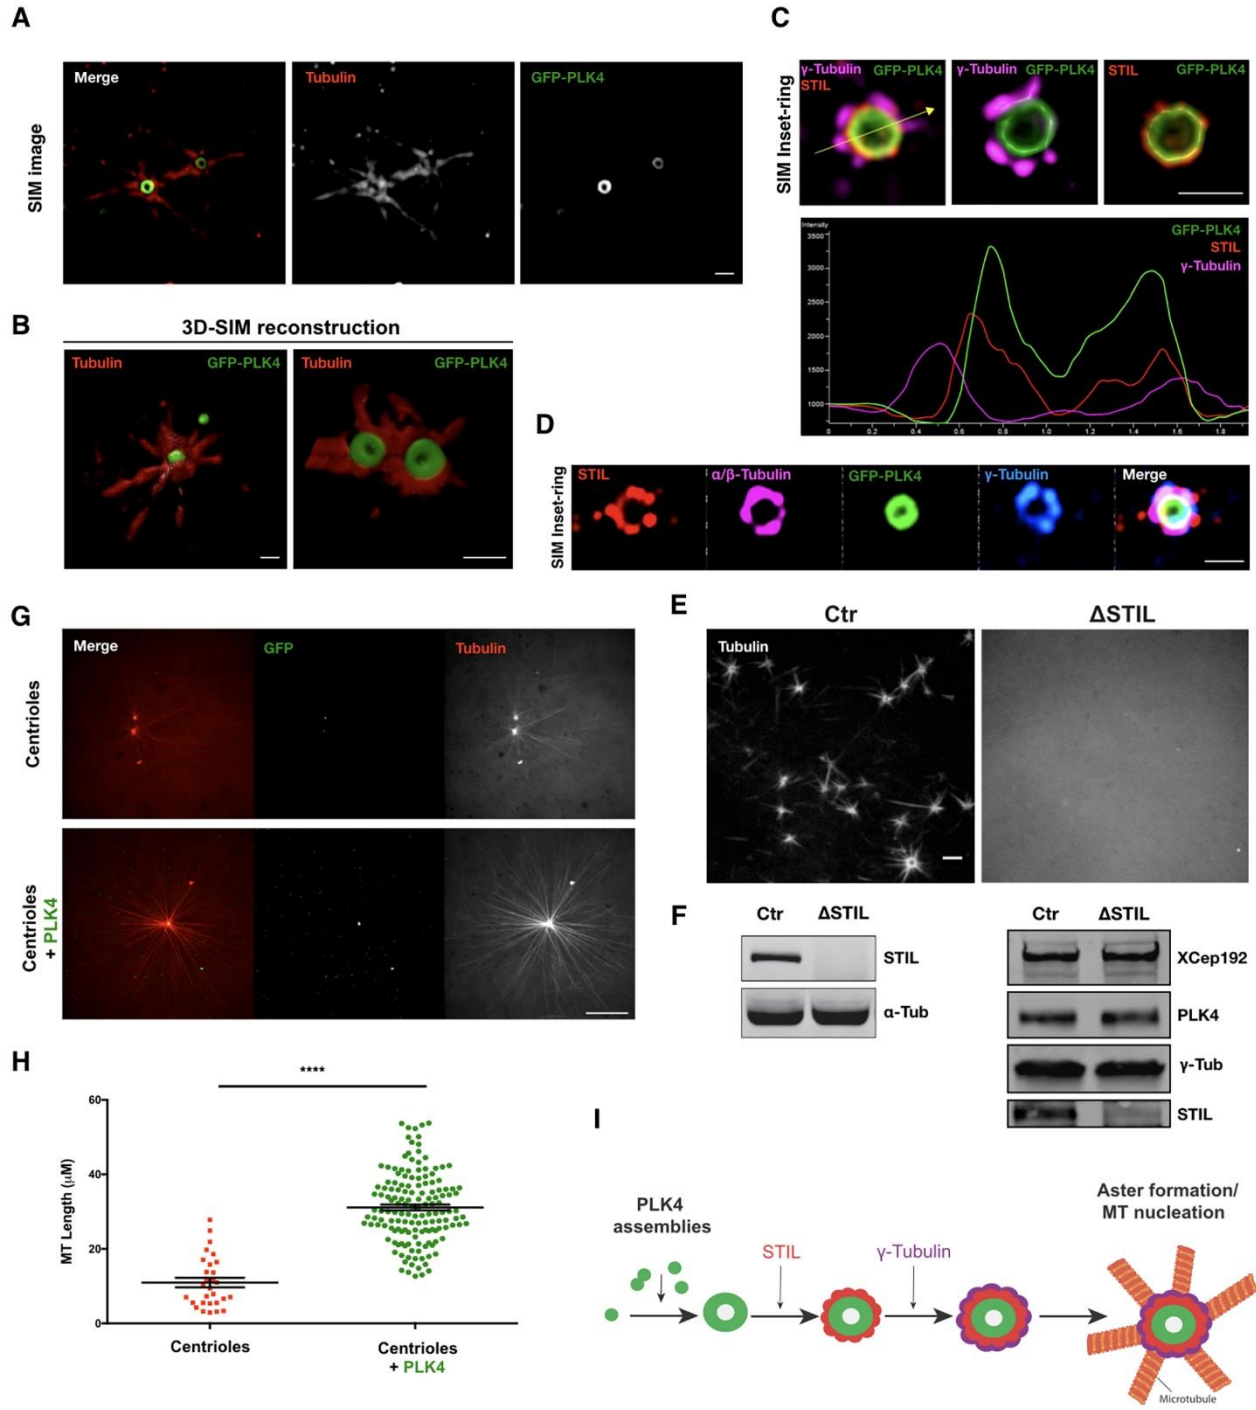 A
SIM image
Merge
Tubulin
GFP-PLK4
B
3D-SIM reconstruction
Tubulin
GFP-PLK4
Tubulin
GFP-PLK4
C
SIM Inset-ring
γ-Tubulin GFP-PLK4
STIL
γ-Tubulin GFP-PLK4
STIL GFP-PLK4
Intensity
GFP-PLK4
STIL
γ-Tubulin
3500
3000
2500
2000
1500
1000
0 0.2 0.4 0.6 0.8 1.0 1.2 1.4 1.6 1.8
D
SIM Inset-ring
STIL
α/β-Tubulin
GFP-PLK4
γ-Tubulin
Merge
E
Ctr
ΔSTIL
Tubulin
F
Ctr ΔSTIL
STIL
α-Tub
Ctr ΔSTIL
XCep192
PLK4
γ-Tub
STIL
G
Centrioles
Merge
GFP
Tubulin
Centrioles
+ PLK4
H
****
MT Length (μM)
60
40
20
0
Centrioles
Centrioles
+ PLK4
I
PLK4
assemblies
STIL
γ-Tubulin
Aster formation/
MT nucleation
Microtubule